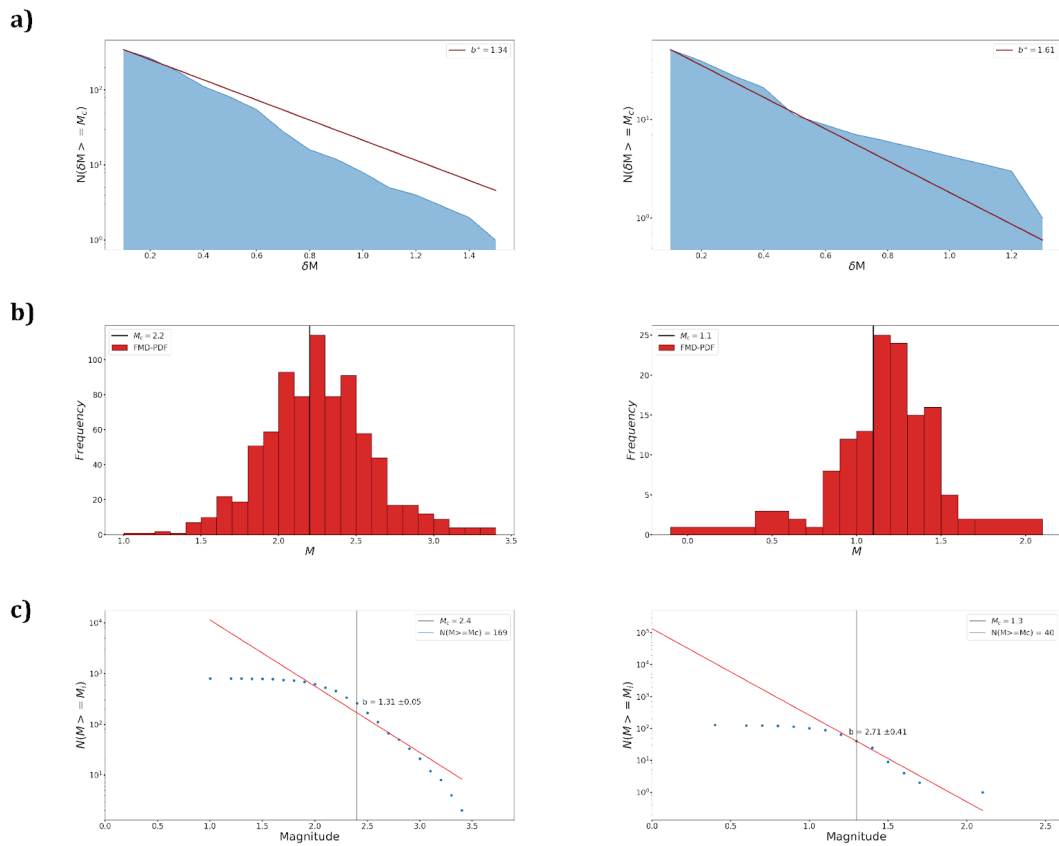 a)
b⁺ = 1.34
N(δM > = M_c)
10²
10¹
10⁰
0.2 0.4 0.6 0.8 1.0 1.2 1.4
δM
b⁺ = 1.61
N(δM > = M_c)
10¹
10⁰
0.2 0.4 0.6 0.8 1.0 1.2
δM
b)
M_c = 2.2
FMD-PDF
Frequency
100
80
60
40
20
0
1.0 1.5 2.0 2.5 3.0 3.5
M
M_c = 1.1
FMD-PDF
Frequency
25
20
15
10
5
0
0.0 0.5 1.0 1.5 2.0
M
c)
M_c = 2.4
N(M>=Mc) = 169
N(M > = M_i)
10⁴
10³
10²
10¹
b = 1.31 ±0.05
0.0 0.5 1.0 1.5 2.0 2.5 3.0 3.5
Magnitude
M_c = 1.3
N(M>=Mc) = 40
N(M > = M_i)
10⁵
10⁴
10³
10²
10¹
10⁰
b = 2.71 ±0.41
0.0 0.5 1.0 1.5 2.0 2.5
Magnitude